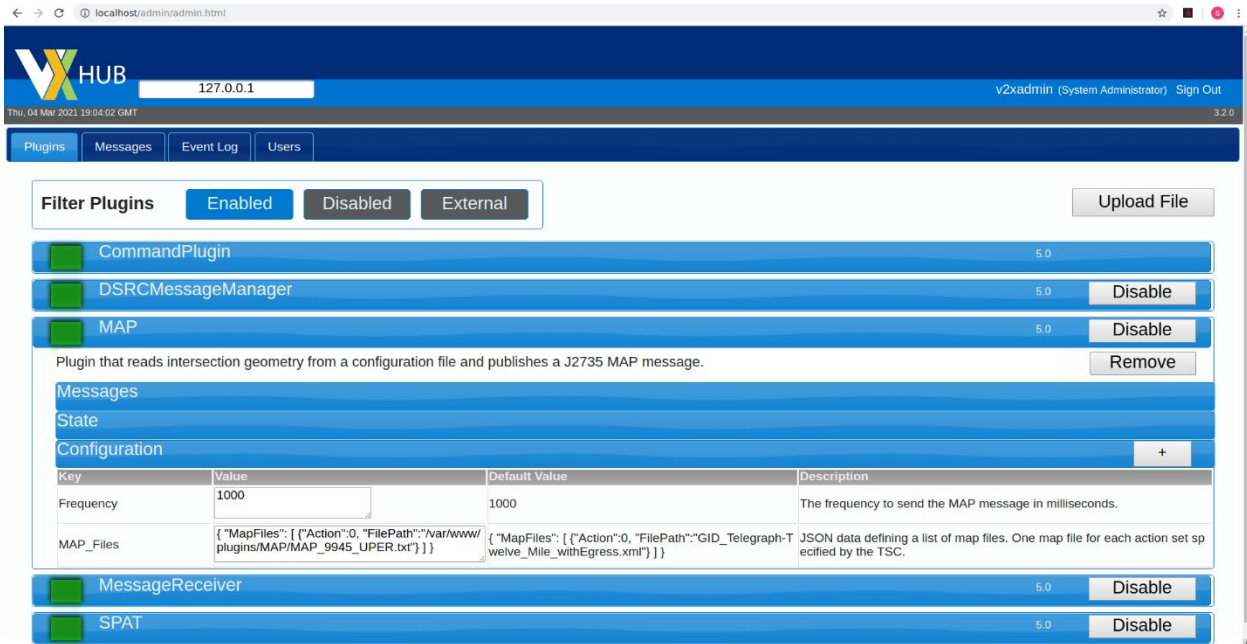 localhost/admin/admin.html
S
VX HUB
127.0.0.1
v2xadmin (System Administrator) Sign Out
Thu, 04 Mar 2021 19:04:02 GMT 3.2.0
Plugins Messages Event Log Users
Filter Plugins Enabled Disabled External Upload File
CommandPlugin 5.0
DSRCMessageManager 5.0 Disable
MAP 5.0 Disable
Plugin that reads intersection geometry from a configuration file and publishes a J2735 MAP message. Remove
Messages
State
Configuration +
Key Value Default Value Description
Frequency 1000 1000 The frequency to send the MAP message in milliseconds.
MAP_Files { "MapFiles": [ {"Action":0, "FilePath":"/var/www/ { "MapFiles": [ {"Action":0, "FilePath":"GID_Telegraph-T JSON data defining a list of map files. One map file for each action set sp
plugins/MAP/MAP_9945_UPER.txt"} ] } welve_Mile_withEgress.xml"} ] } ecified by the TSC.
MessageReceiver 5.0 Disable
SPAT 5.0 Disable